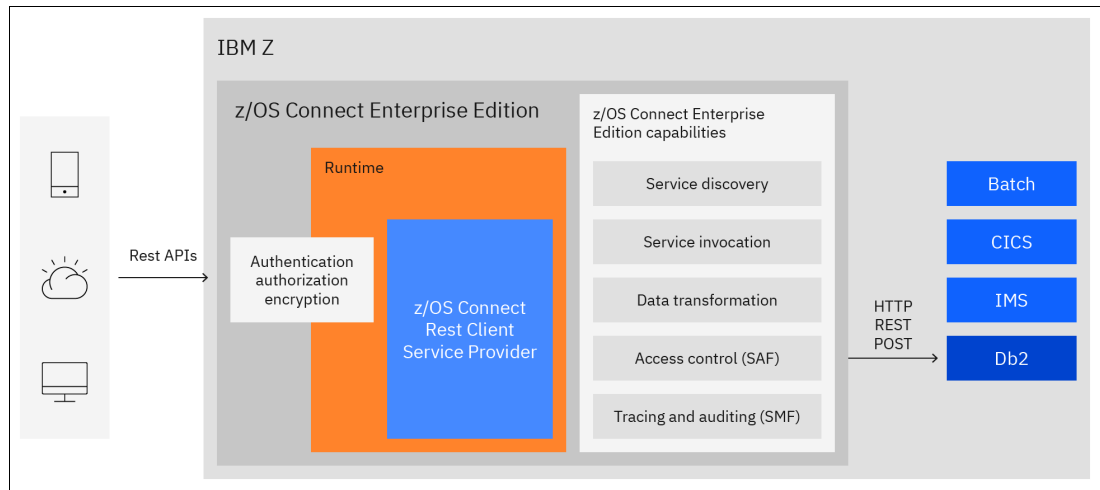 IBM Z
z/OS Connect Enterprise Edition
Runtime
Rest APIs
Authentication
authorization
encryption
z/OS Connect
Rest Client
Service Provider
z/OS Connect Enterprise
Edition capabilities
Service discovery
Service invocation
Data transformation
Access control (SAF)
Tracing and auditing (SMF)
HTTP
REST
POST
Batch
CICS
IMS
Db2